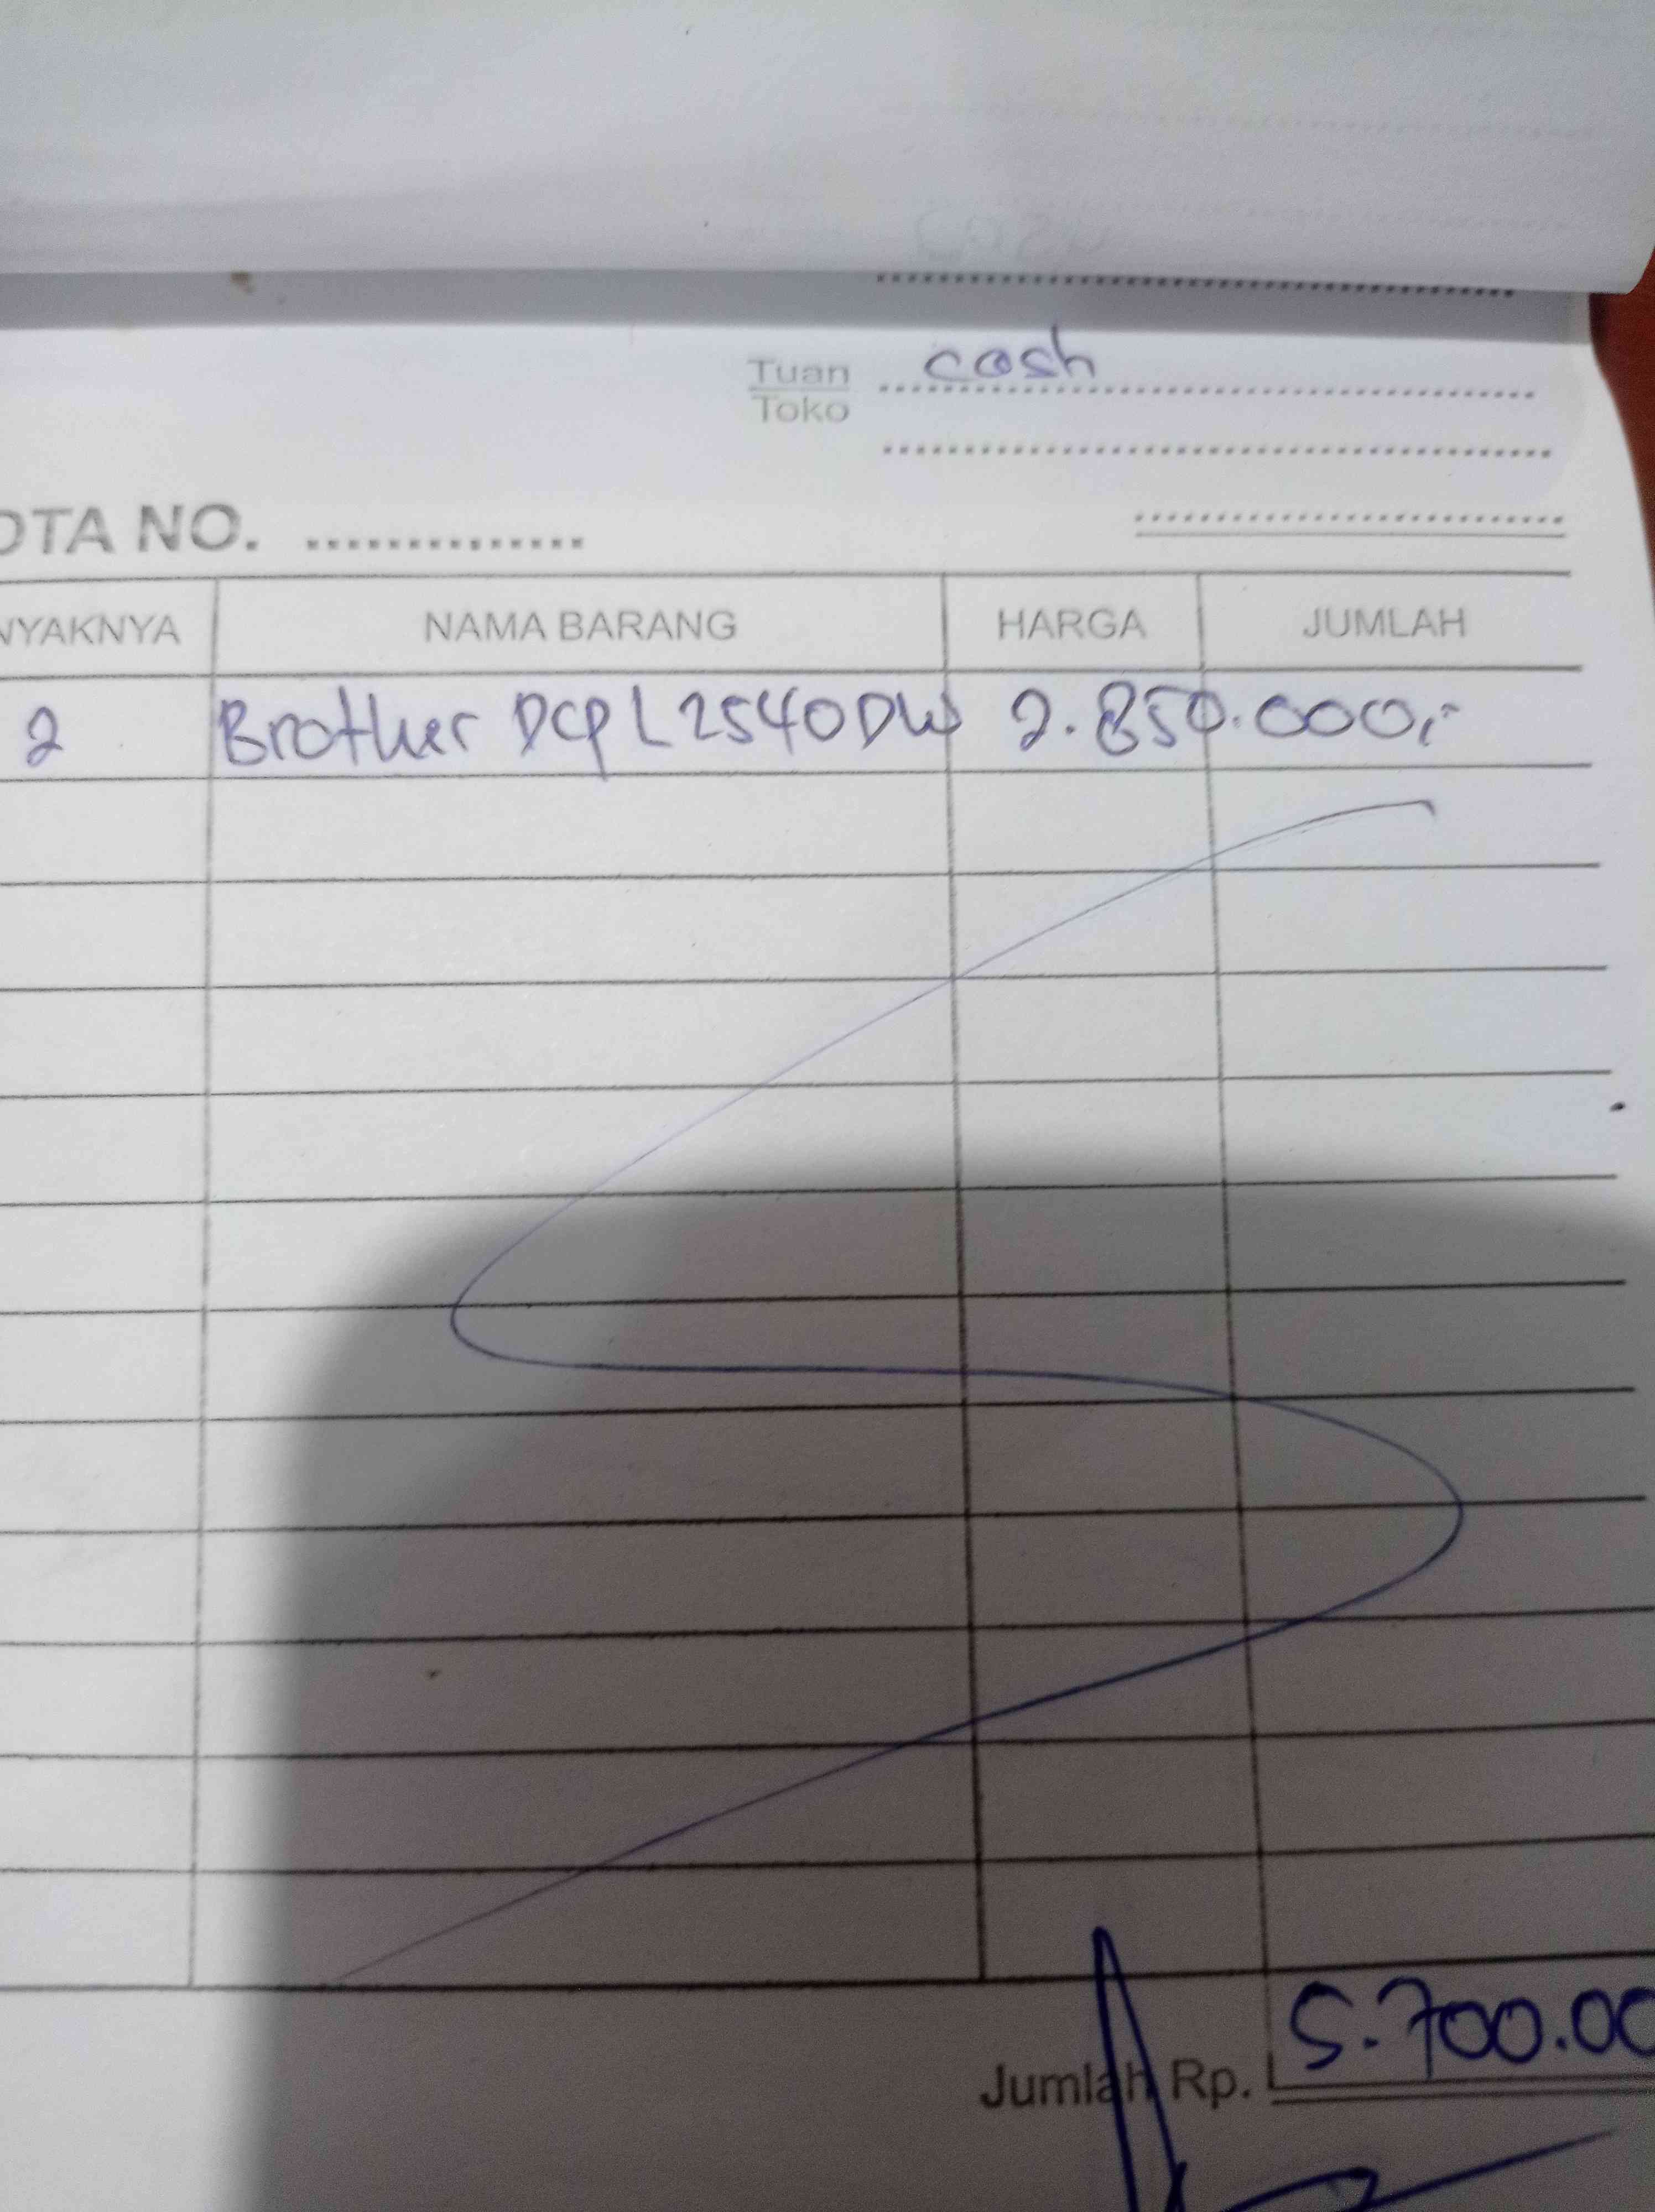 Tuan cash
Toko
OTA NO. ..............
NYAKNYA NAMA BARANG HARGA JUMLAH
2 Brother DCP L2540DW 2.850.000,-
Jumlah Rp. 5.700.00